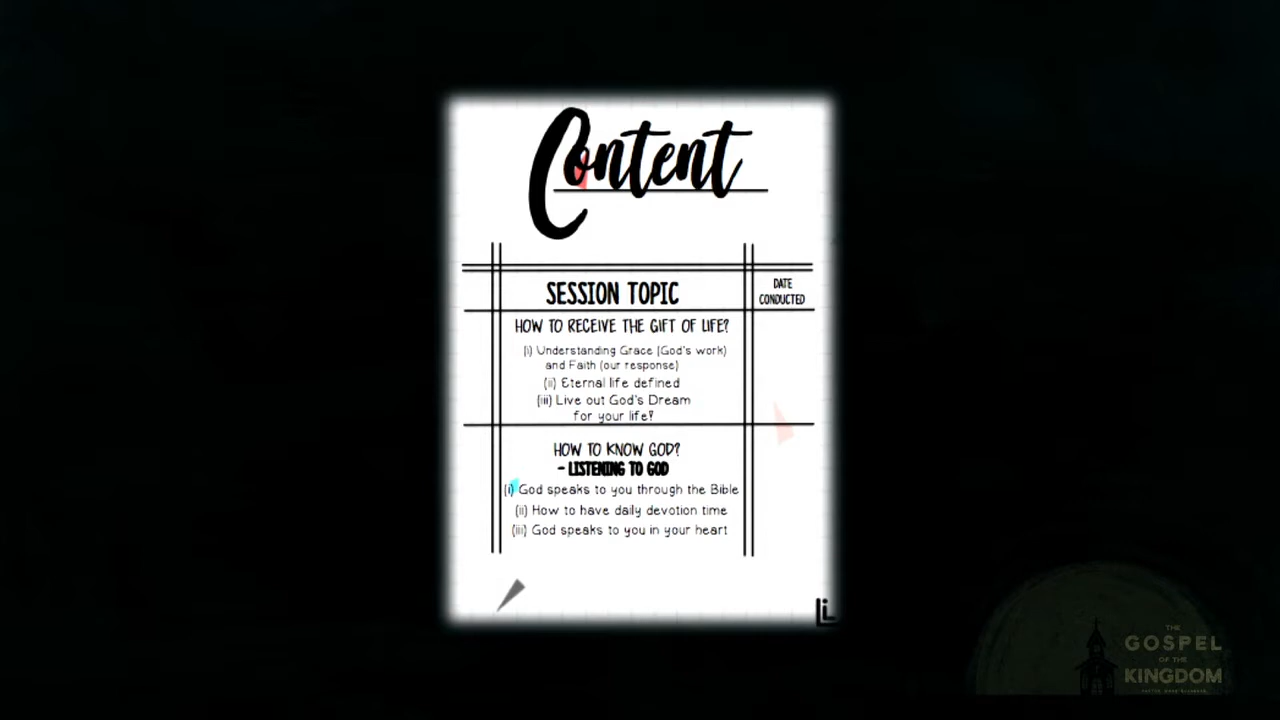 Content
SESSION TOPIC
DATE
CONDUCTED
HOW TO RECEIVE THE GIFT OF LIFE?
(i) Understanding Grace (God's work)
and Faith (our response)
(ii) Eternal life defined
(iii) Live out God's Dream
for your life?
HOW TO KNOW GOD?
- LISTENING TO GOD
(i) God speaks to you through the Bible
(ii) How to have daily devotion time
(iii) God speaks to you in your heart
THE
GOSPEL
OF THE
KINGDOM